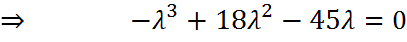 ⇒ −λ³ + 18λ² − 45λ = 0